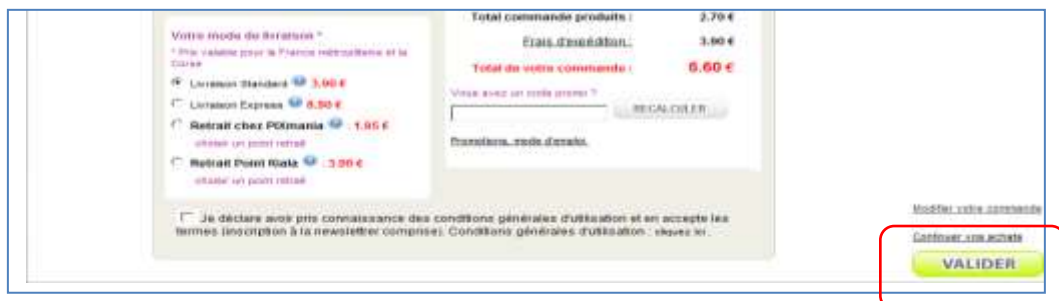 Total commande produits : 2.70 €
Votre mode de livraison *
* Prix valable pour la France métropolitaine et la
Corse
Frais d'expédition : 3.90 €
Total de votre commande : 6.60 €
Livraison Standard 3.90 €
Livraison Express 8.90 €
Retrait chez PIXmania : 1.95 €
choisir un point retrait
Retrait Point Kiala : 3.90 €
choisir un point retrait
Vous avez un code promo ?
RECALCULER
Promotions, mode d'emploi.
Je déclare avoir pris connaissance des conditions générales d'utilisation et en accepte les
termes (inscription à la newslettrer comprise). Conditions générales d'utilisation : cliquez ici.
Modifier votre commande
Continuer vos achats
VALIDER